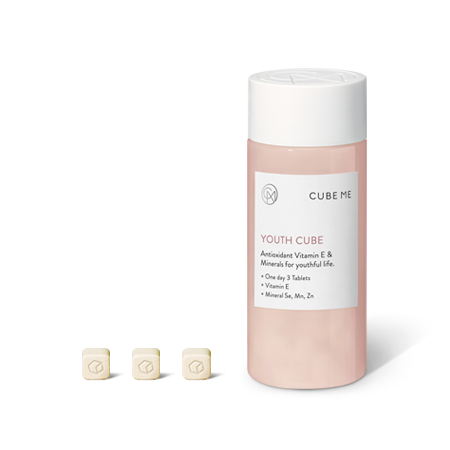 CUBE ME
YOUTH CUBE
Antioxidant Vitamin E &
Minerals for youthful life.
+ One day 3 Tablets
+ Vitamin E
+ Mineral Se, Mn, Zn